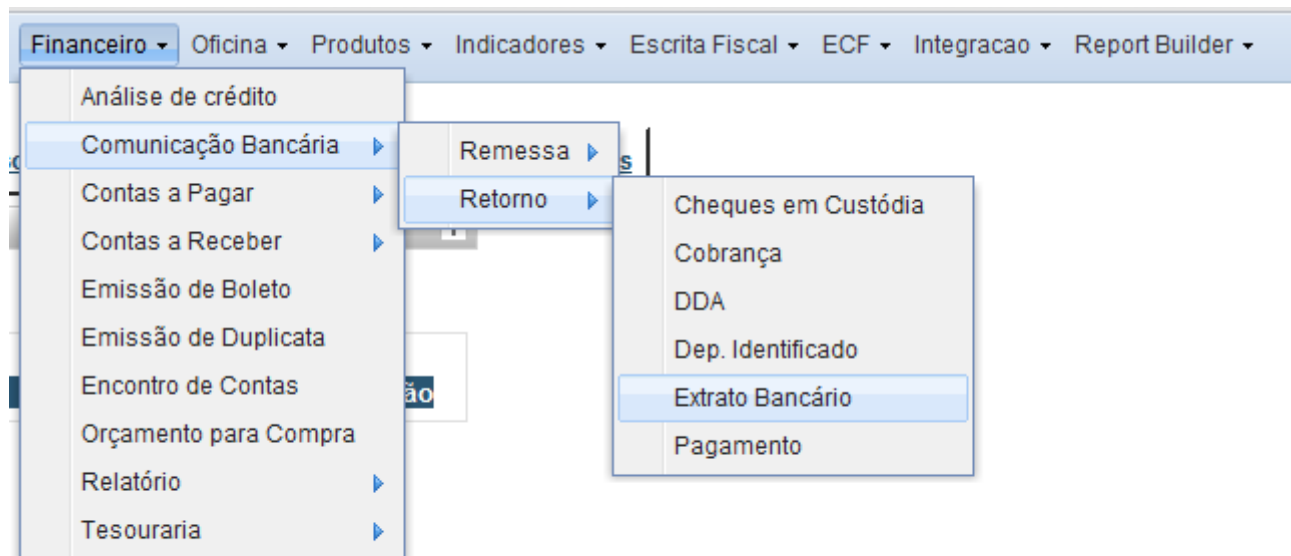 Financeiro Oficina Produtos Indicadores Escrita Fiscal ECF Integracao Report Builder
Análise de crédito
Comunicação Bancária
Contas a Pagar
Contas a Receber
Emissão de Boleto
Emissão de Duplicata
Encontro de Contas
Orçamento para Compra
Relatório
Tesouraria
Remessa
Retorno
Cheques em Custódia
Cobrança
DDA
Dep. Identificado
Extrato Bancário
Pagamento
s
ão